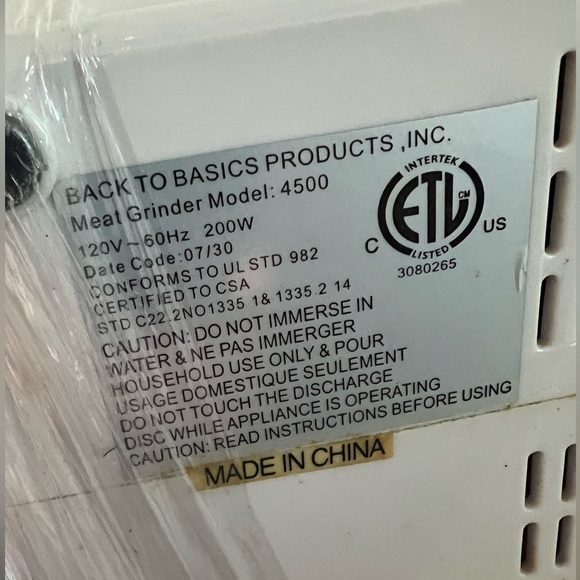 BACK TO BASICS PRODUCTS ,INC.
Meat Grinder Model: 4500
120V ~ 60Hz 200W
Date Code:07/30
CONFORMS TO UL STD 982
CERTIFIED TO CSA
STD C22.2NO1335 1& 1335.2 14
CAUTION: DO NOT IMMERSE IN
WATER & NE PAS IMMERGER
HOUSEHOLD USE ONLY & POUR
USAGE DOMESTIQUE SEULEMENT
DO NOT TOUCH THE DISCHARGE
DISC WHILE APPLIANCE IS OPERATING
CAUTION: READ INSTRUCTIONS BEFORE USING
INTERTEK
ETL CM
C US
LISTED
3080265
MADE IN CHINA